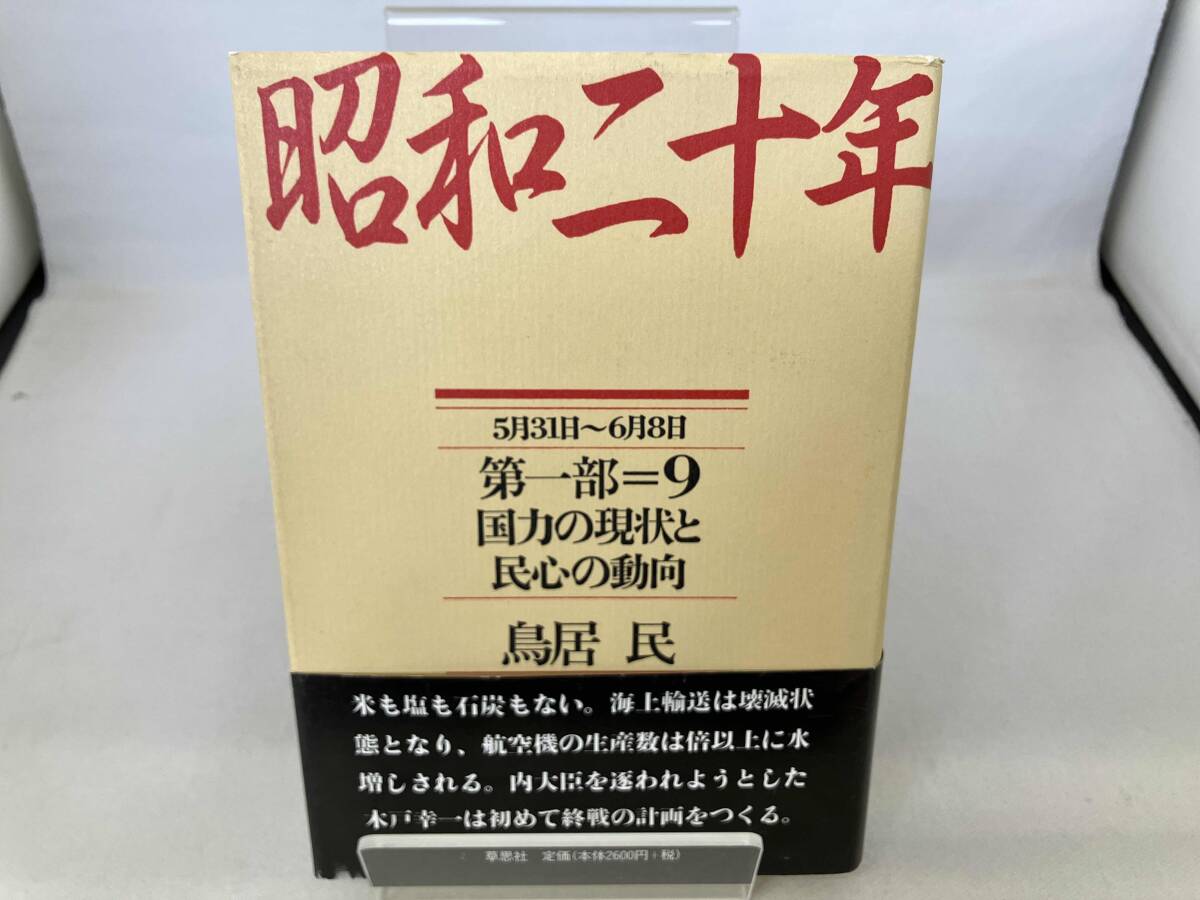 昭和二十年
5月31日〜6月8日
第一部=9
国力の現状と
民心の動向
鳥居 民
米も塩も石炭もない。海上輸送は壊滅状
態となり、航空機の生産数は倍以上に水
増しされる。内大臣を逐われようとした
木戸幸一は初めて終戦の計画をつくる。
草思社 定価(本体2600円+税)